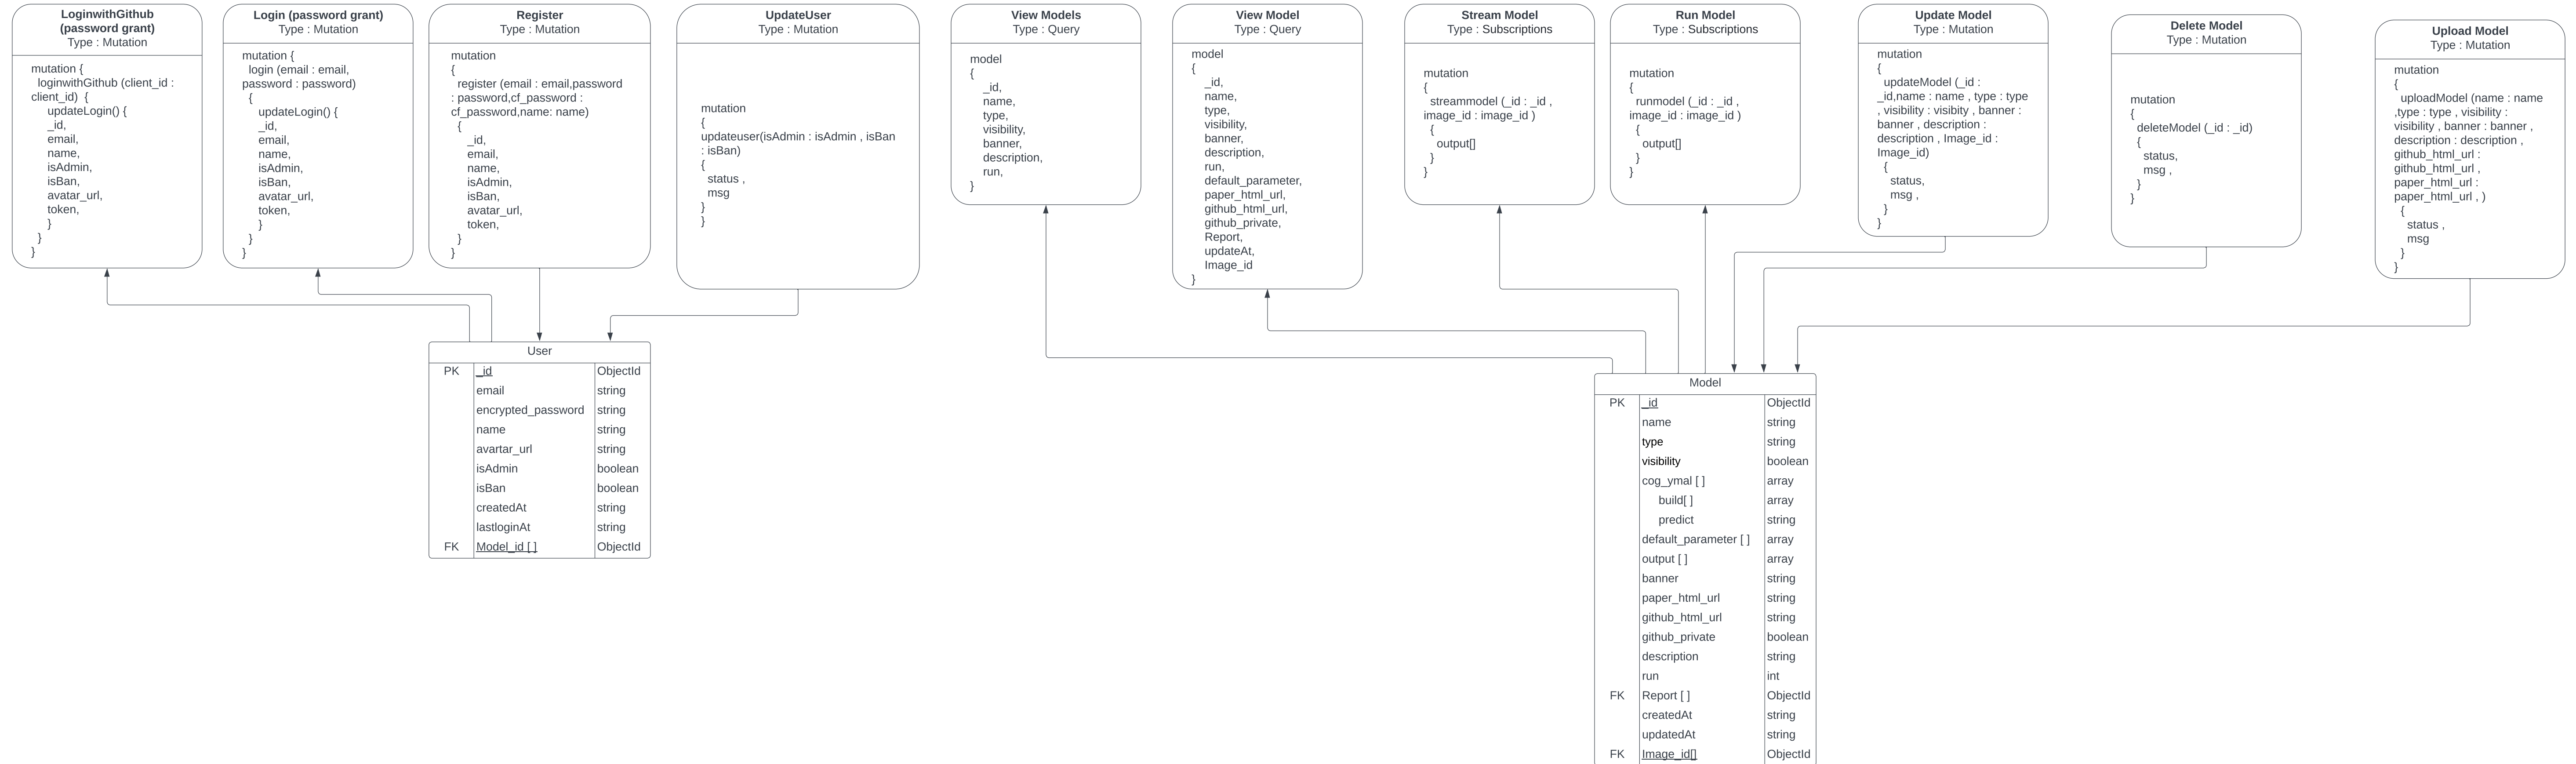 LoginwithGithub
(password grant)
Type : Mutation
mutation {
loginwithGithub (client_id :
client_id)  {
updateLogin() {
_id,
email,
name,
isAdmin,
isBan,
avatar_url,
token,
}
}
}
Login (password grant)
Type : Mutation
mutation {
login (email : email,
password : password)
{
updateLogin() {
_id,
email,
name,
isAdmin,
isBan,
avatar_url,
token,
}
}
}
Register
Type : Mutation
mutation
{
register (email : email,password
: password,cf_password :
cf_password,name: name)
{
_id,
email,
name,
isAdmin,
isBan,
avatar_url,
token,
}
}
UpdateUser
Type : Mutation
mutation
{
updateuser(isAdmin : isAdmin , isBan
: isBan)
{
status ,
msg
}
}
View Models
Type : Query
model
{
_id,
name,
type,
visibility,
banner,
description,
run,
}
View Model
Type : Query
model
{
_id,
name,
type,
visibility,
banner,
description,
run,
default_parameter,
paper_html_url,
github_html_url,
github_private,
Report,
updateAt,
Image_id
}
Stream Model
Type : Subscriptions
mutation
{
streammodel (_id : _id ,
image_id : image_id )
{
output[]
}
}
Run Model
Type : Subscriptions
mutation
{
runmodel (_id : _id ,
image_id : image_id )
{
output[]
}
}
Update Model
Type : Mutation
mutation
{
updateModel (_id :
_id,name : name , type : type
, visibility : visibity , banner :
banner , description :
description , Image_id :
Image_id)
{
status,
msg ,
}
}
Delete Model
Type : Mutation
mutation
{
deleteModel (_id : _id)
{
status,
msg ,
}
}
Upload Model
Type : Mutation
mutation
{
uploadModel (name : name
,type : type , visibility :
visibility , banner : banner ,
description : description ,
github_html_url :
github_html_url ,
paper_html_url :
paper_html_url , )
{
status ,
msg
}
}
User
PK _id ObjectId
email string
encrypted_password string
name string
avartar_url string
isAdmin boolean
isBan boolean
createdAt string
lastloginAt string
FK Model_id [ ] ObjectId
Model
PK _id ObjectId
name string
type string
visibility boolean
cog_ymal [ ] array
build[ ] array
predict string
default_parameter [ ] array
output [ ] array
banner string
paper_html_url string
github_html_url string
github_private boolean
description string
run int
FK Report [ ] ObjectId
createdAt string
updatedAt string
FK Image_id[] ObjectId